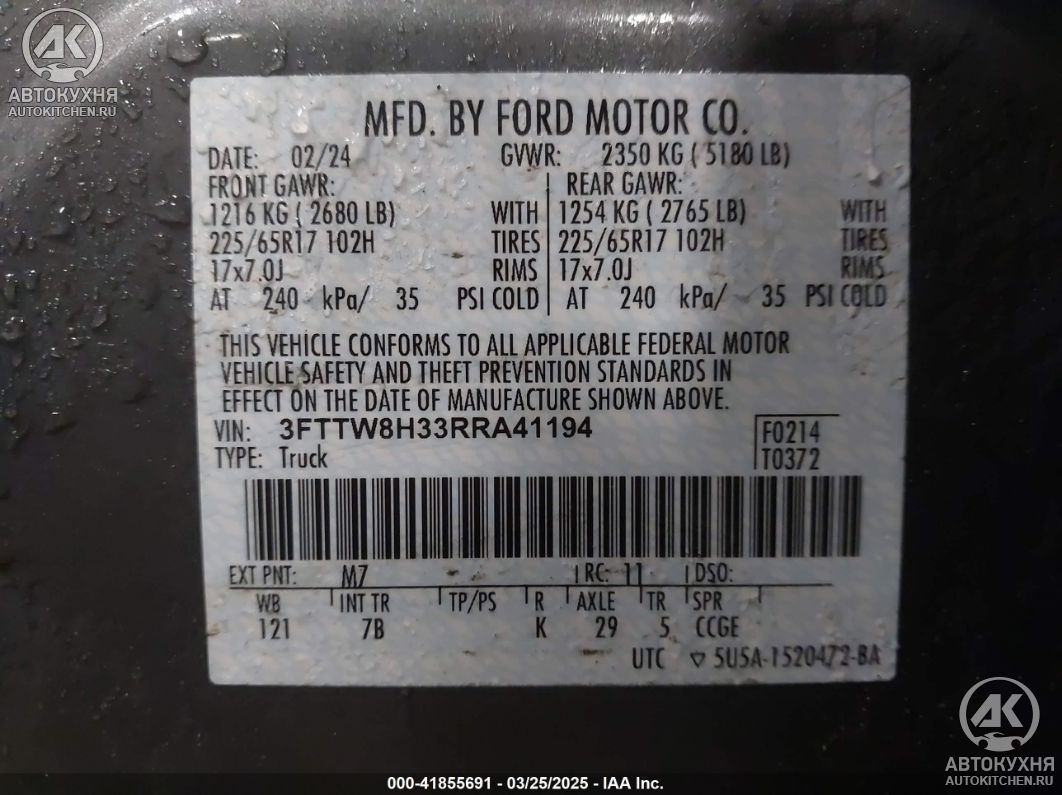 AK
АВТОКУХНЯ
AUTOKITCHEN.RU
MFD. BY FORD MOTOR CO.
DATE: 02/24 GVWR: 2350 KG ( 5180 LB)
FRONT GAWR: REAR GAWR:
1216 KG ( 2680 LB) WITH 1254 KG ( 2765 LB) WITH
225/65R17 102H TIRES 225/65R17 102H TIRES
17x7.0J RIMS 17x7.0J RIMS
AT 240 kPa/ 35 PSI COLD AT 240 kPa/ 35 PSI COLD
THIS VEHICLE CONFORMS TO ALL APPLICABLE FEDERAL MOTOR
VEHICLE SAFETY AND THEFT PREVENTION STANDARDS IN
EFFECT ON THE DATE OF MANUFACTURE SHOWN ABOVE.
VIN: 3FTTW8H33RRA41194 F0214
TYPE: Truck T0372
EXT PNT: M7 RC: 11 DSO:
WB INT TR TP/PS R AXLE TR SPR
121 7B K 29 5 CCGE
UTC ▽ 5U5A-1520472-BA
AK
АВТОКУХНЯ
AUTOKITCHEN.RU
000-41855691 - 03/25/2025 - IAA Inc.